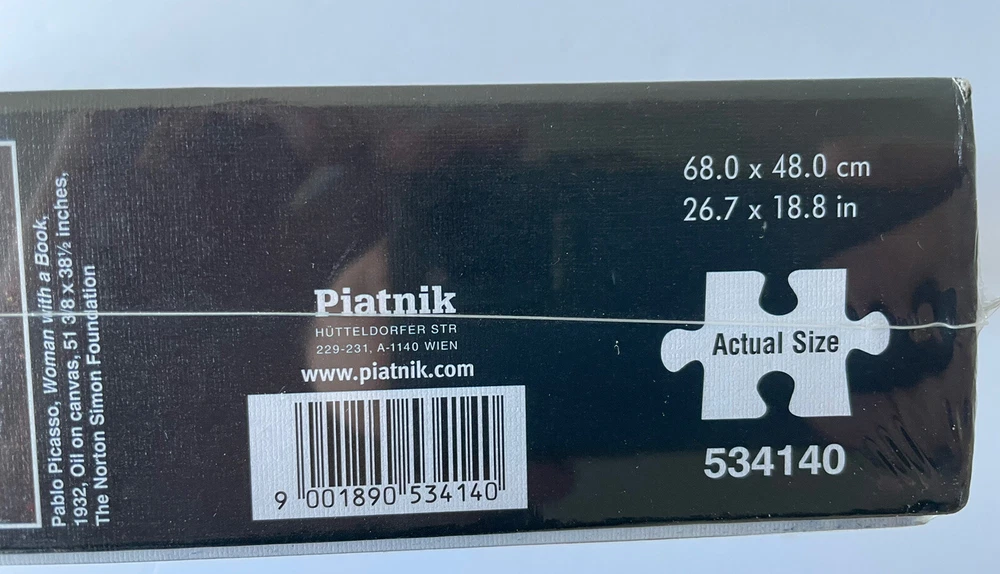 Pablo Picasso, Woman with a Book,
1932, Oil on canvas, 51 3/8 x 38½ inches,
The Norton Simon Foundation
Piatnik
HÜTTELDORFER STR
229-231, A-1140 WIEN
www.piatnik.com
9 001890 534140
68.0 x 48.0 cm
26.7 x 18.8 in
Actual Size
534140